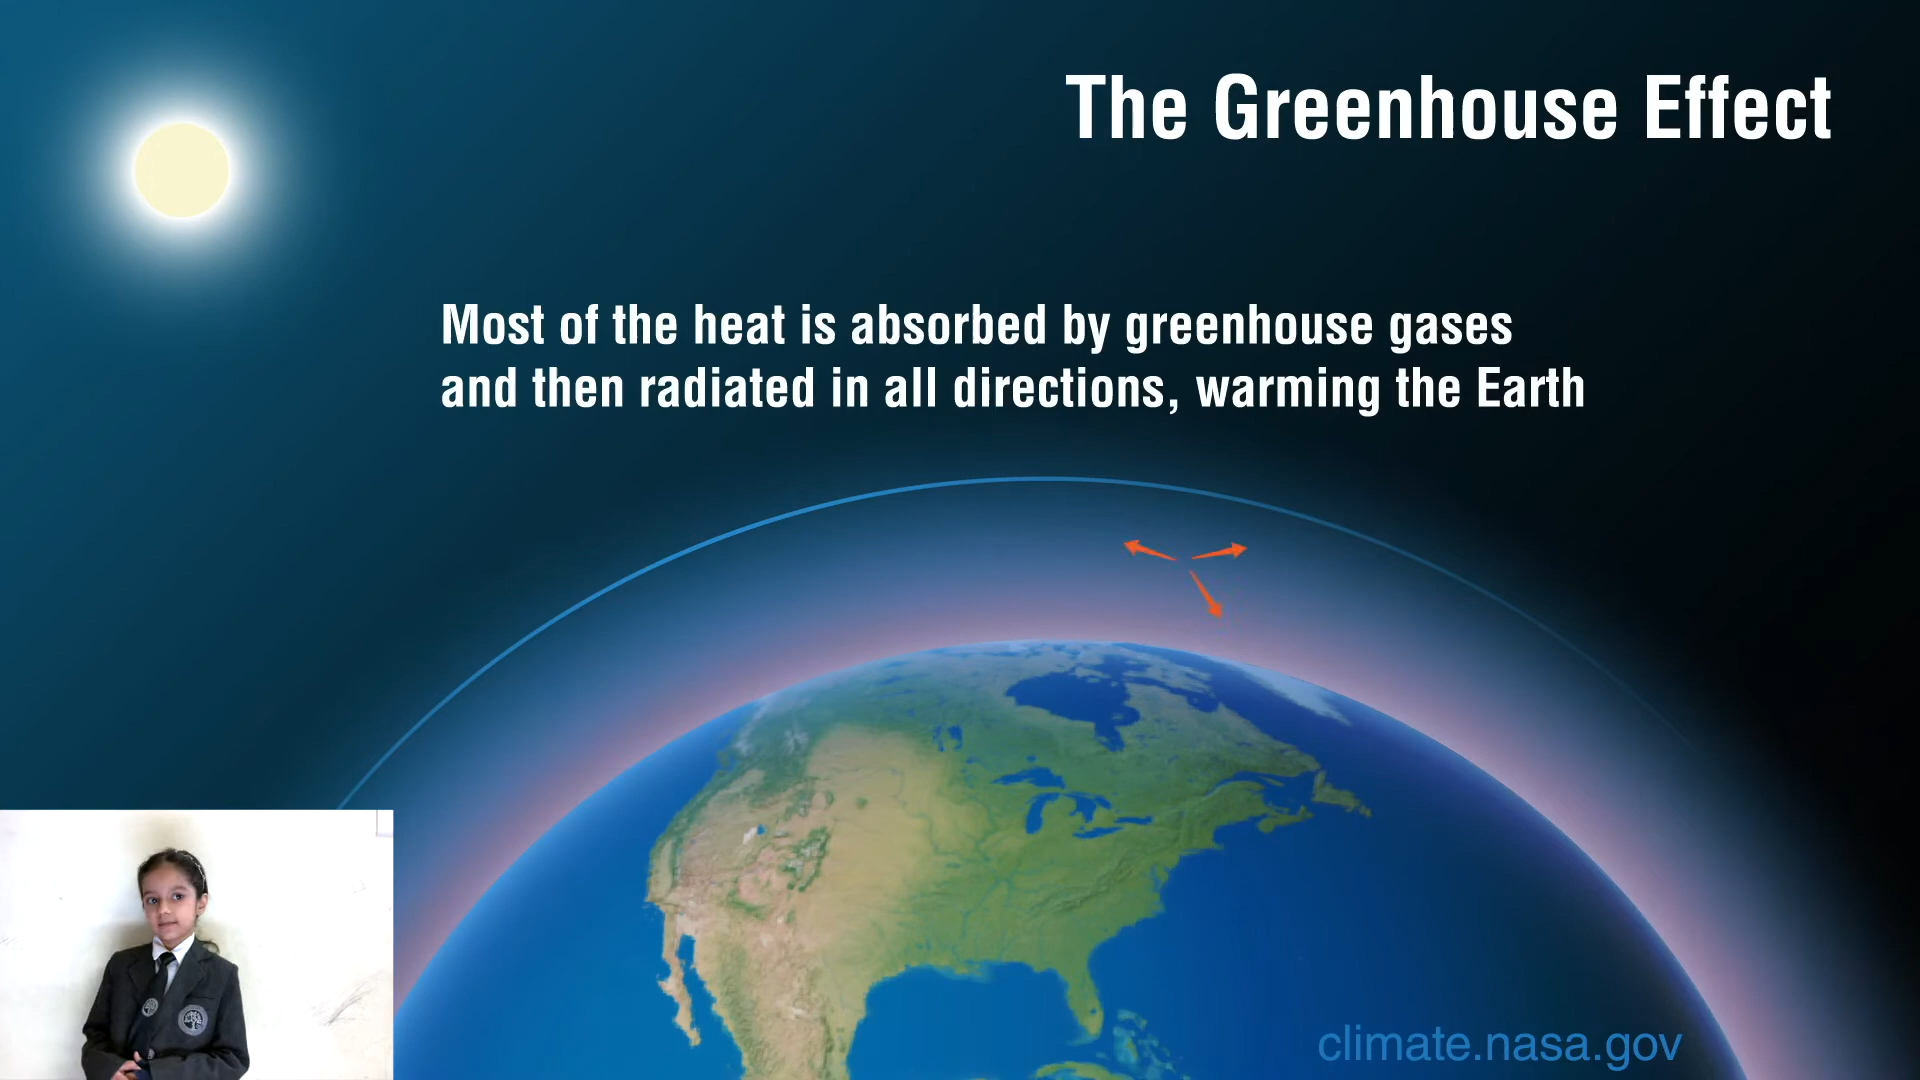 The Greenhouse Effect
Most of the heat is absorbed by greenhouse gases
and then radiated in all directions, warming the Earth
climate.nasa.gov